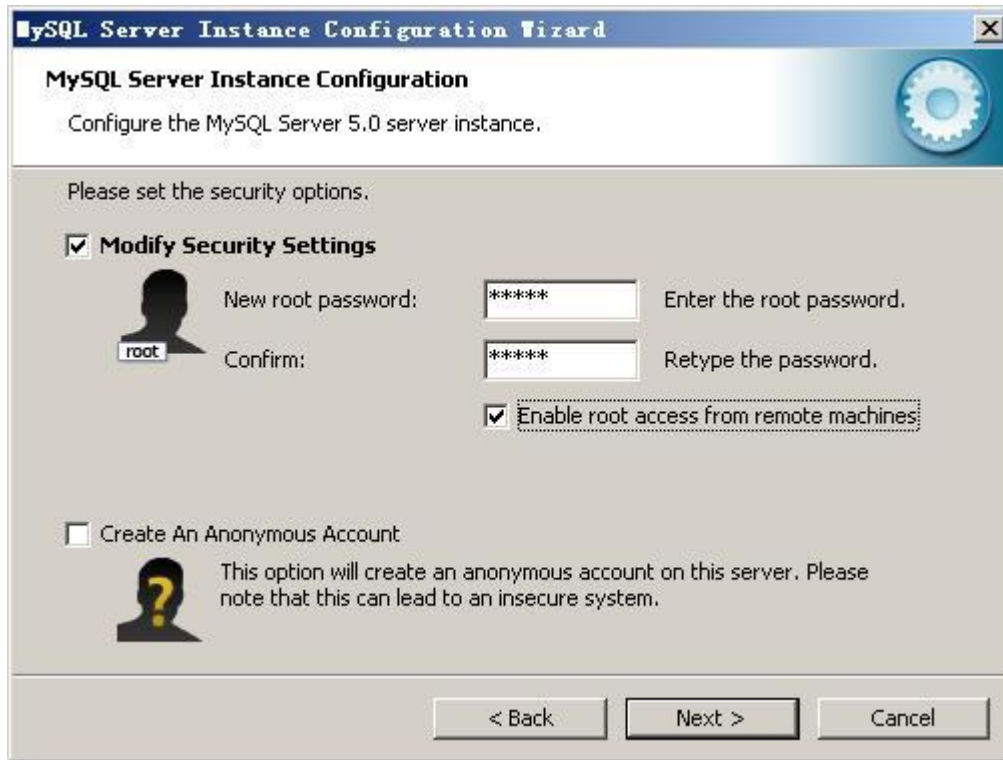 MySQL Server Instance Configuration Wizard
MySQL Server Instance Configuration
Configure the MySQL Server 5.0 server instance.
Please set the security options.
Modify Security Settings
New root password: ***** Enter the root password.
root
Confirm: ***** Retype the password.
Enable root access from remote machines
Create An Anonymous Account
This option will create an anonymous account on this server. Please
note that this can lead to an insecure system.
< Back Next > Cancel